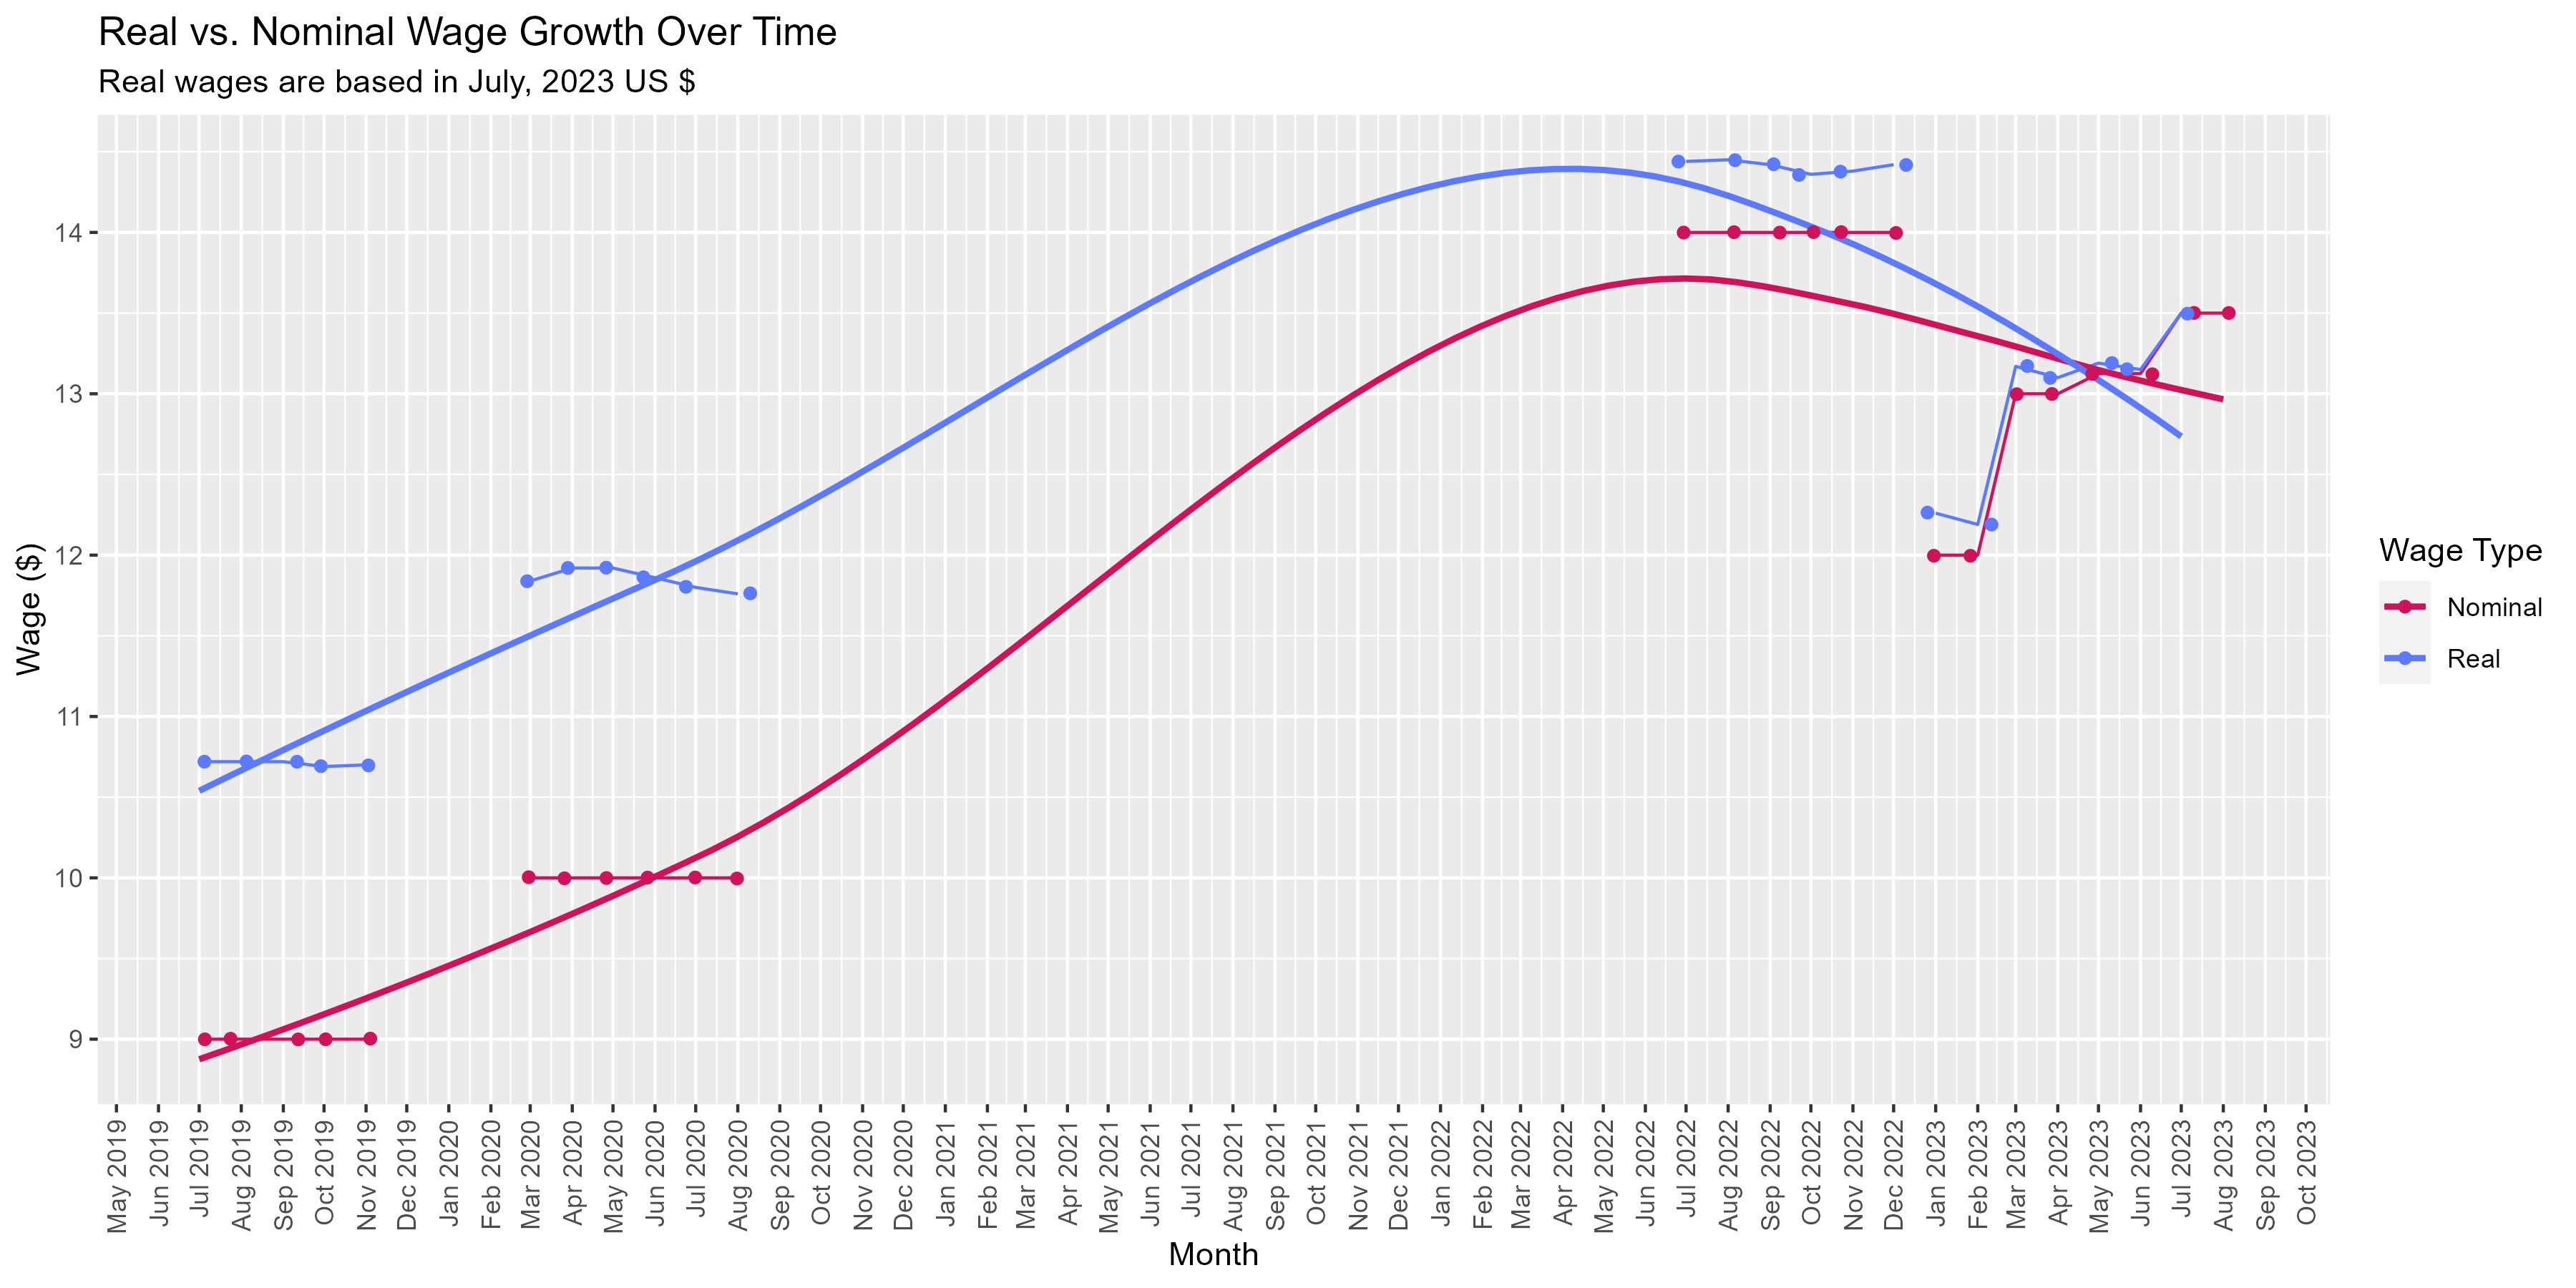 Real vs. Nominal Wage Growth Over Time
Real wages are based in July, 2023 US $
Wage ($)
14
13
12
11
10
9
May 2019
Jun 2019
Jul 2019
Aug 2019
Sep 2019
Oct 2019
Nov 2019
Dec 2019
Jan 2020
Feb 2020
Mar 2020
Apr 2020
May 2020
Jun 2020
Jul 2020
Aug 2020
Sep 2020
Oct 2020
Nov 2020
Dec 2020
Jan 2021
Feb 2021
Mar 2021
Apr 2021
May 2021
Jun 2021
Jul 2021
Aug 2021
Sep 2021
Oct 2021
Nov 2021
Dec 2021
Jan 2022
Feb 2022
Mar 2022
Apr 2022
May 2022
Jun 2022
Jul 2022
Aug 2022
Sep 2022
Oct 2022
Nov 2022
Dec 2022
Jan 2023
Feb 2023
Mar 2023
Apr 2023
May 2023
Jun 2023
Jul 2023
Aug 2023
Sep 2023
Oct 2023
Month
Wage Type
Nominal
Real